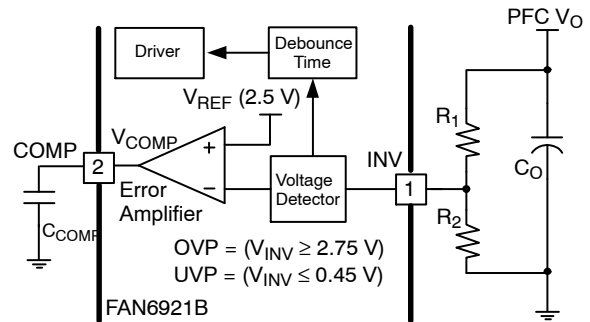 PFC VO
Driver
Debounce
Time
VREF (2.5 V)
R1
COMP
VCOMP
+
INV
2
Error
Amplifier
−
Voltage
Detector
1
CO
R2
CCOMP
OVP = (VINV ≥ 2.75 V)
UVP = (VINV ≤ 0.45 V)
FAN6921B